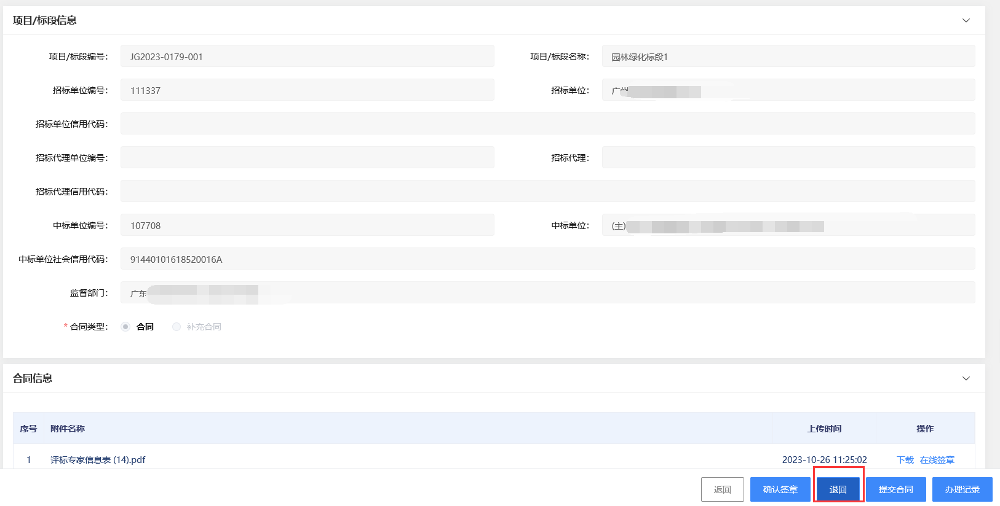 项目/标段信息
项目/标段编号： JG2023-0179-001 项目/标段名称： 园林绿化标段1
招标单位编号： 111337 招标单位： 广州
招标单位信用代码：
招标代理单位编号： 招标代理：
招标代理信用代码：
中标单位编号： 107708 中标单位： (主)
中标单位社会信用代码： 91440101618520016A
监督部门： 广东
* 合同类型： 合同 补充合同
合同信息
序号 附件名称 上传时间 操作
1 评标专家信息表 (14).pdf 2023-10-26 11:25:02 下载 在线签章
返回 确认签章 退回 提交合同 办理记录